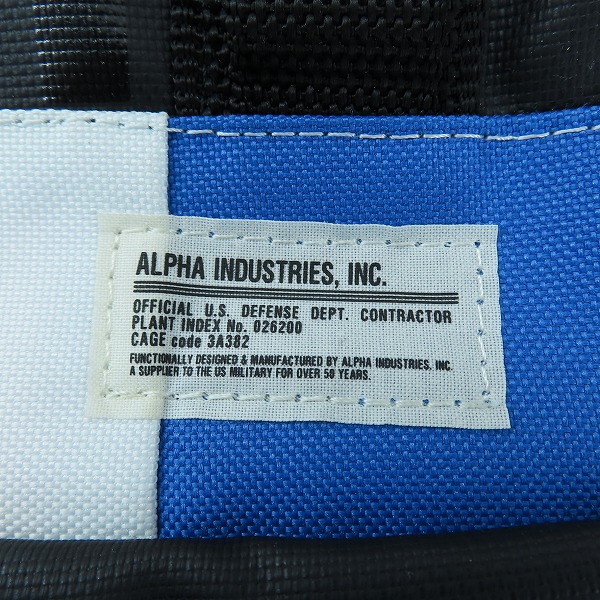 ALPHA INDUSTRIES, INC.
OFFICIAL U.S. DEFENSE DEPT. CONTRACTOR
PLANT INDEX No. 026200
CAGE code 3A382
FUNCTIONALLY DESIGNED & MANUFACTURED BY ALPHA INDUSTRIES, INC.
A SUPPLIER TO THE US MILITARY FOR OVER 50 YEARS.